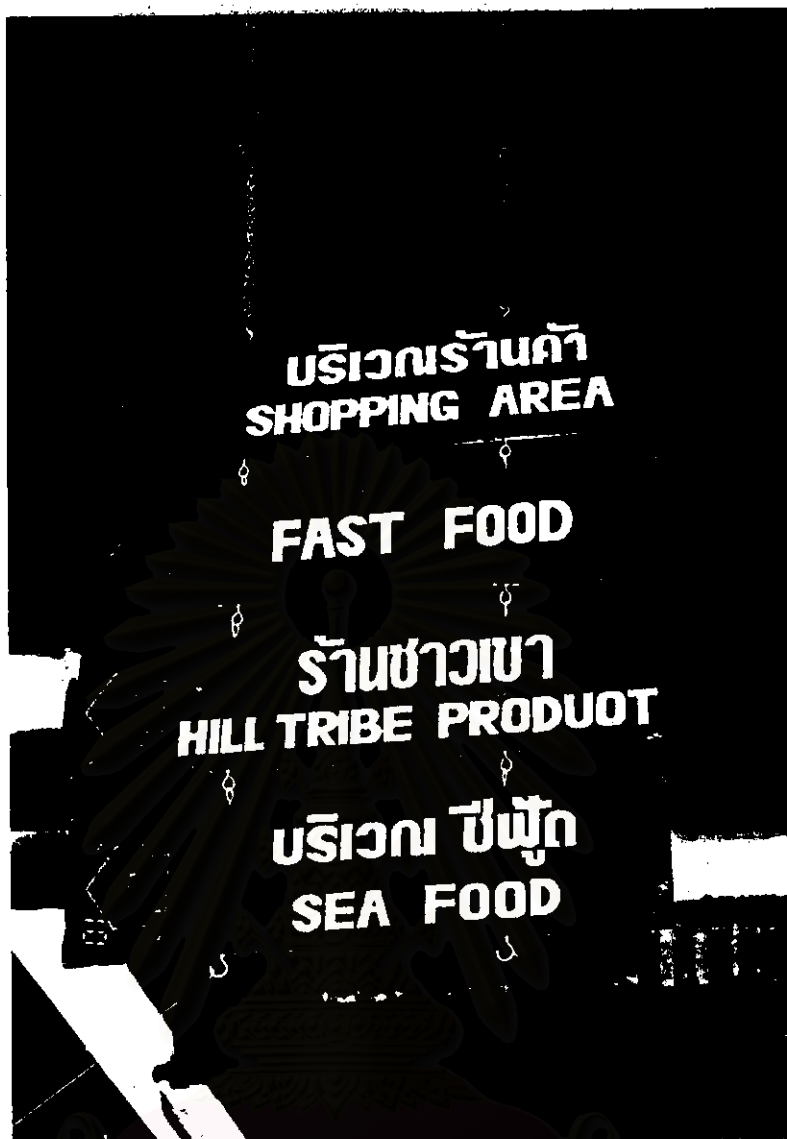 บริเวณร้านค้า
SHOPPING AREA
FAST FOOD
ร้านชาวเขา
HILL TRIBE PRODUOT
บริเวณ ซีฟู๊ด
SEA FOOD